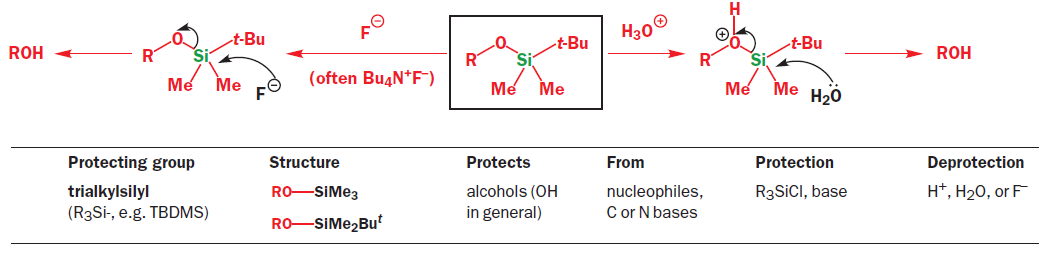 ROH
R
O
Si
t-Bu
Me Me
F⊖
F⊖
(often Bu4N+F–)
R
O
Si
t-Bu
Me Me
H3O⊕
H
⊕
O
R
Si
t-Bu
Me Me
H2Ö
ROH
Protecting group Structure Protects From Protection Deprotection
trialkylsilyl RO—SiMe3 alcohols (OH nucleophiles, R3SiCl, base H+, H2O, or F–
(R3Si-, e.g. TBDMS) in general) C or N bases
RO—SiMe2But